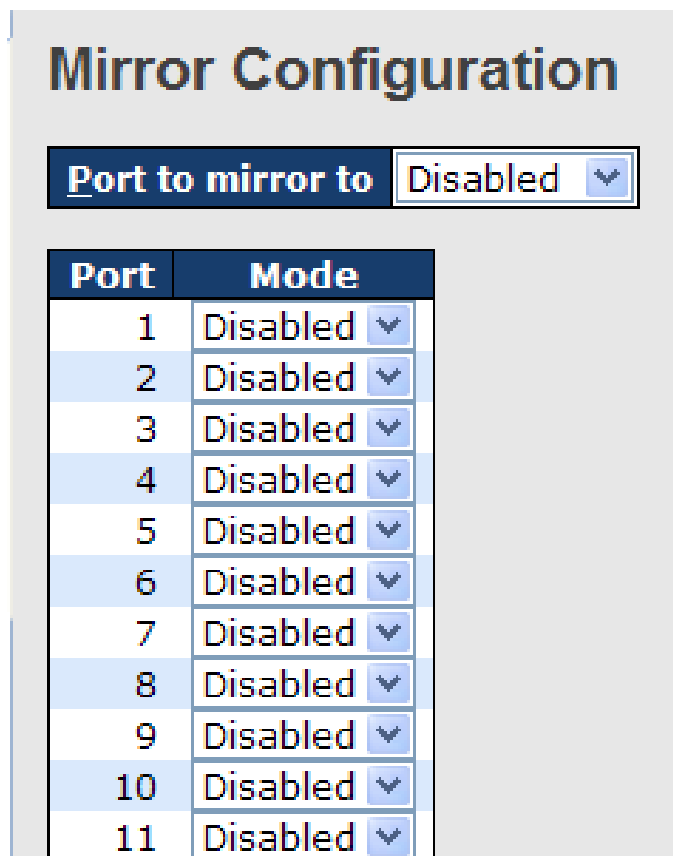 Mirror Configuration
Port to mirror to Disabled
Port Mode
1 Disabled
2 Disabled
3 Disabled
4 Disabled
5 Disabled
6 Disabled
7 Disabled
8 Disabled
9 Disabled
10 Disabled
11 Disabled